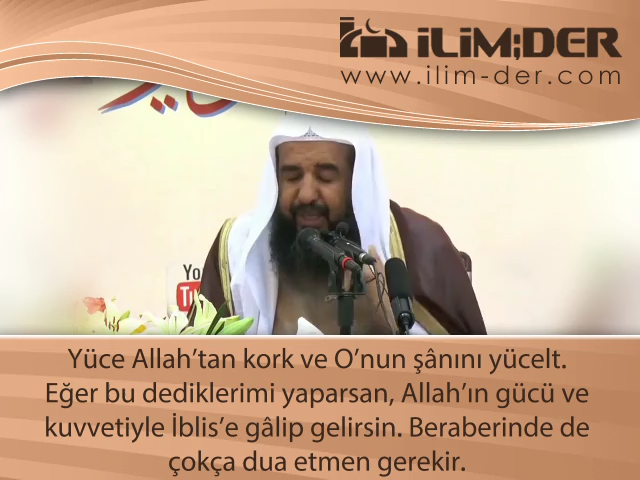 İLİM;DER
www.ilim-der.com
Yo
Yüce Allah'tan kork ve O'nun şânını yücelt.
Eğer bu dediklerimi yaparsan, Allah'ın gücü ve
kuvvetiyle İblis'e gâlip gelirsin. Beraberinde de
çokça dua etmen gerekir.